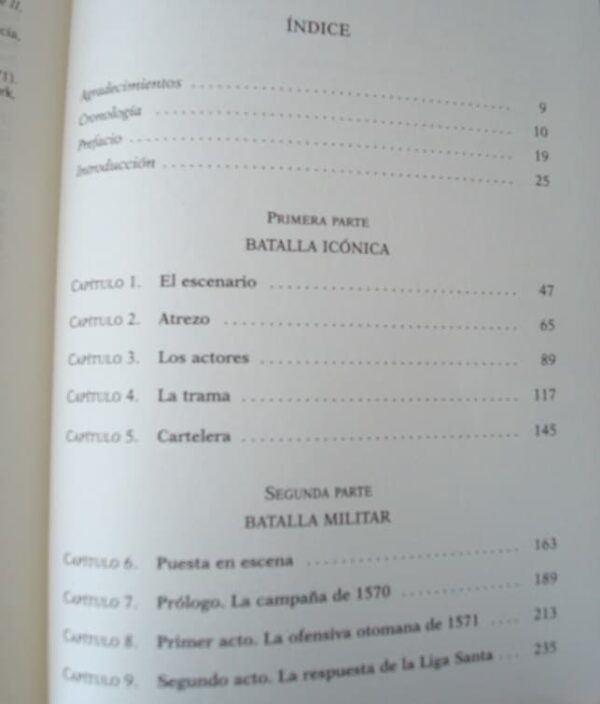 ÍNDICE
Agradecimientos 9
Cronología 10
Prefacio 19
Introducción 25
PRIMERA PARTE
BATALLA ICÓNICA
CAPÍTULO 1. El escenario 47
CAPÍTULO 2. Atrezo 65
CAPÍTULO 3. Los actores 89
CAPÍTULO 4. La trama 117
CAPÍTULO 5. Cartelera 145
SEGUNDA PARTE
BATALLA MILITAR
CAPÍTULO 6. Puesta en escena 163
CAPÍTULO 7. Prólogo. La campaña de 1570 189
CAPÍTULO 8. Primer acto. La ofensiva otomana de 1571 213
CAPÍTULO 9. Segundo acto. La respuesta de la Liga Santa 235